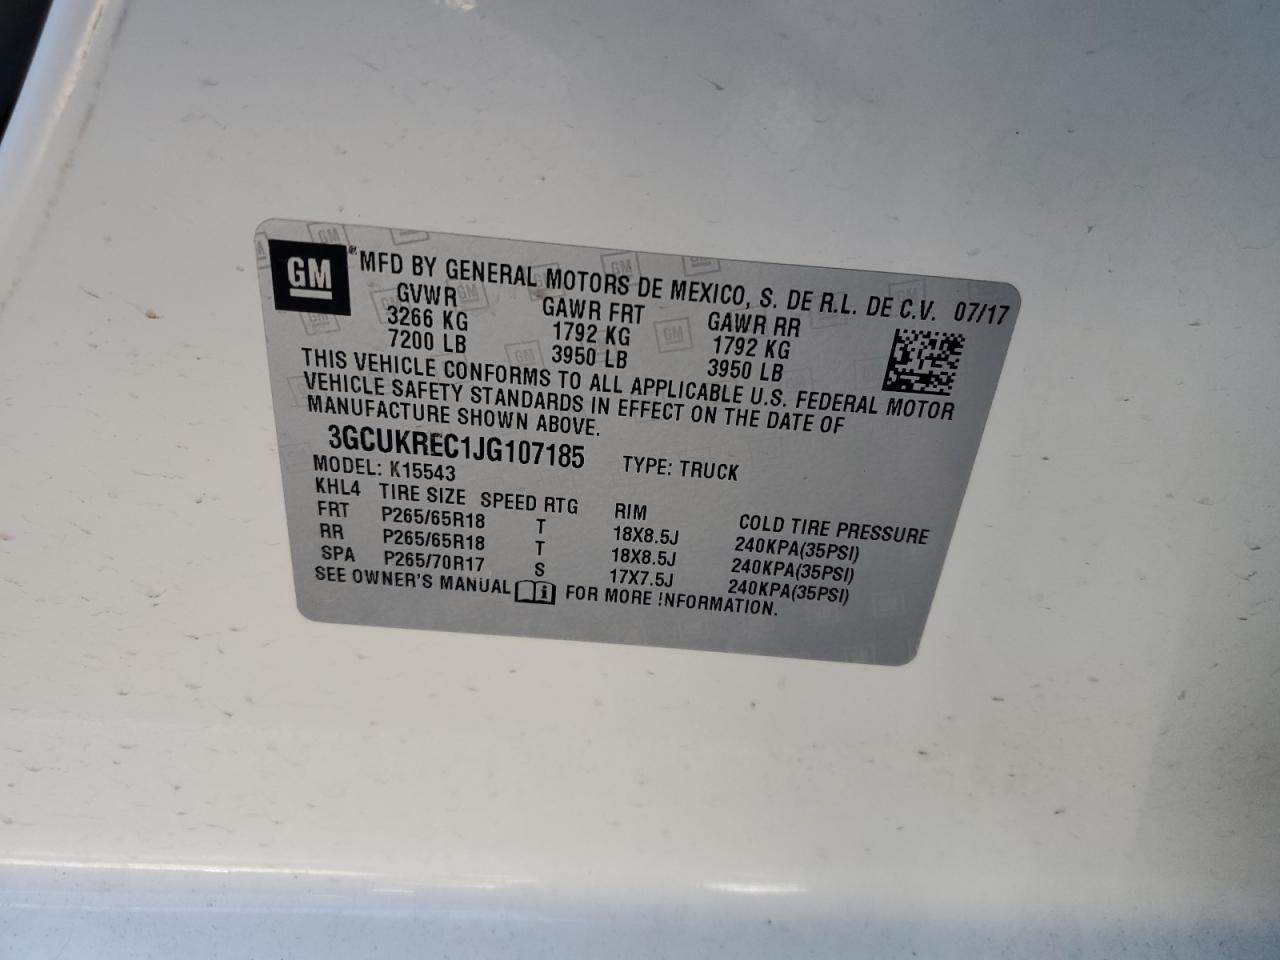 GM
MFD BY GENERAL MOTORS DE MEXICO, S. DE R.L. DE C.V. 07/17
GVWR GAWR FRT GAWR RR
3266 KG 1792 KG 1792 KG
7200 LB 3950 LB 3950 LB
THIS VEHICLE CONFORMS TO ALL APPLICABLE U.S. FEDERAL MOTOR
VEHICLE SAFETY STANDARDS IN EFFECT ON THE DATE OF
MANUFACTURE SHOWN ABOVE.
3GCUKREC1JG107185 TYPE: TRUCK
MODEL: K15543
KHL4 TIRE SIZE SPEED RTG RIM COLD TIRE PRESSURE
FRT P265/65R18 T 18X8.5J 240KPA(35PSI)
RR P265/65R18 T 18X8.5J 240KPA(35PSI)
SPA P265/70R17 S 17X7.5J 240KPA(35PSI)
SEE OWNER'S MANUAL FOR MORE INFORMATION.